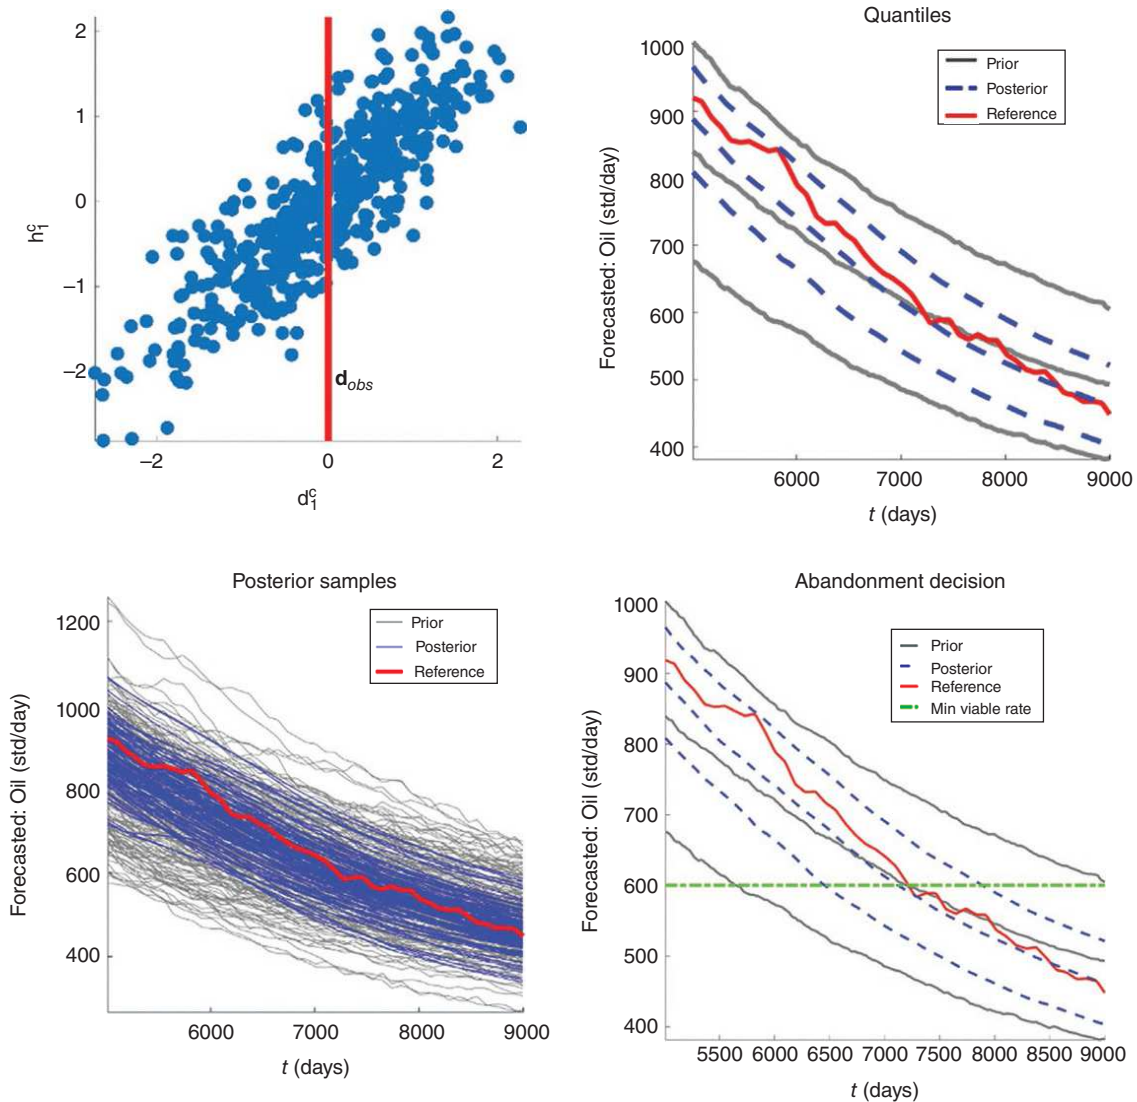 2
1
0
−1
−2
h₁ᶜ
d_obs
−2
0
2
d₁ᶜ
Quantiles
1000
900
800
700
600
500
400
Forecasted: Oil (std/day)
Prior
Posterior
Reference
6000
7000
8000
9000
t (days)
Posterior samples
1200
1000
800
600
400
Forecasted: Oil (std/day)
Prior
Posterior
Reference
6000
7000
8000
9000
t (days)
Abandonment decision
1000
900
800
700
600
500
400
Forecasted: Oil (std/day)
Prior
Posterior
Reference
Min viable rate
5500
6000
6500
7000
7500
8000
8500
9000
t (days)